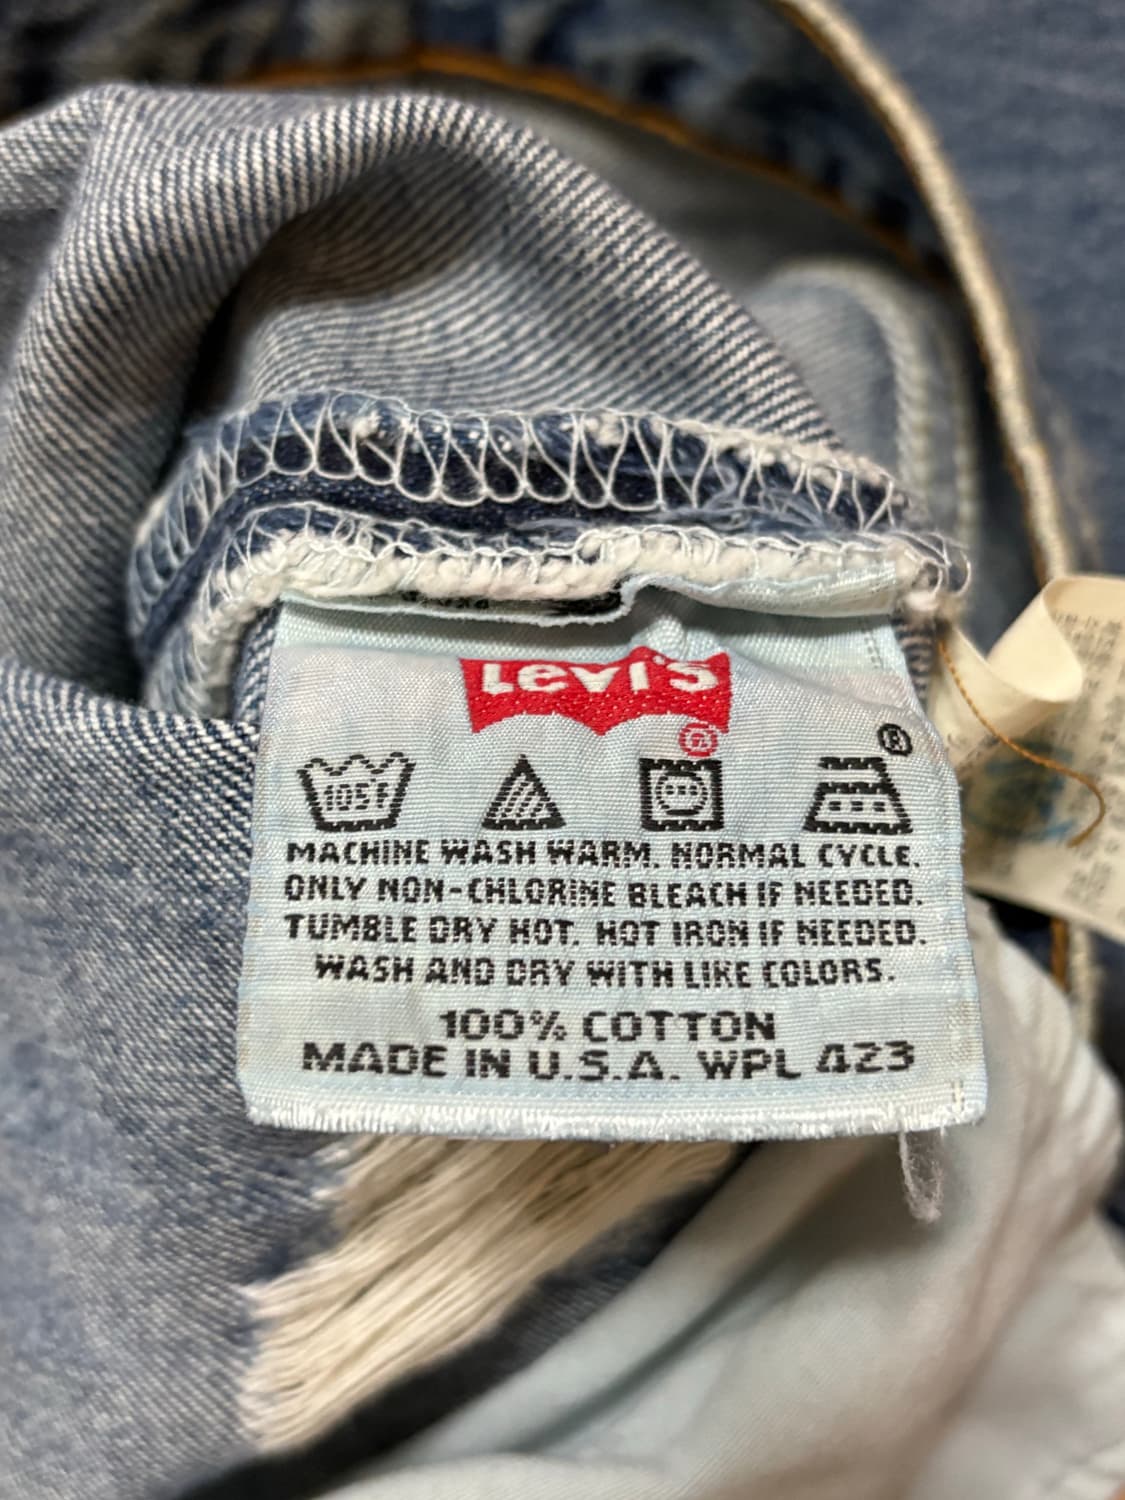 Levi's
®
®
105F
MACHINE WASH WARM. NORMAL CYCLE.
ONLY NON-CHLORINE BLEACH IF NEEDED.
TUMBLE DRY HOT. HOT IRON IF NEEDED.
WASH AND DRY WITH LIKE COLORS.
100% COTTON
MADE IN U.S.A. WPL 423